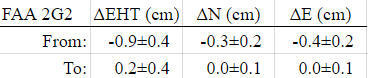 FAA 2G2 ΔEHT (cm) ΔN (cm) ΔE (cm)
From: -0.9±0.4 -0.3±0.2 -0.4±0.2
To: 0.2±0.4 0.0±0.1 0.0±0.1